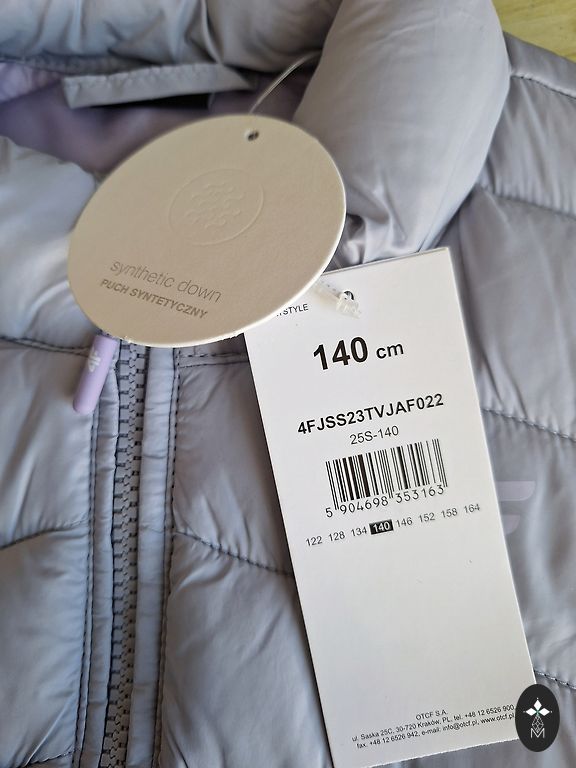 synthetic down
PUCH SYNTETYCZNY
STYLE
140 cm
4FJSS23TVJAF022
25S-140
5 904698 353163
122 128 134 140 146 152 158 164
OTCF S.A.
ul. Saska 25C, 30-720 Kraków, PL, tel. +48 12 6526 900,
fax. +48 12 6526 942, e-mail: info@otcf.pl, www.otcf.pl
4F
M